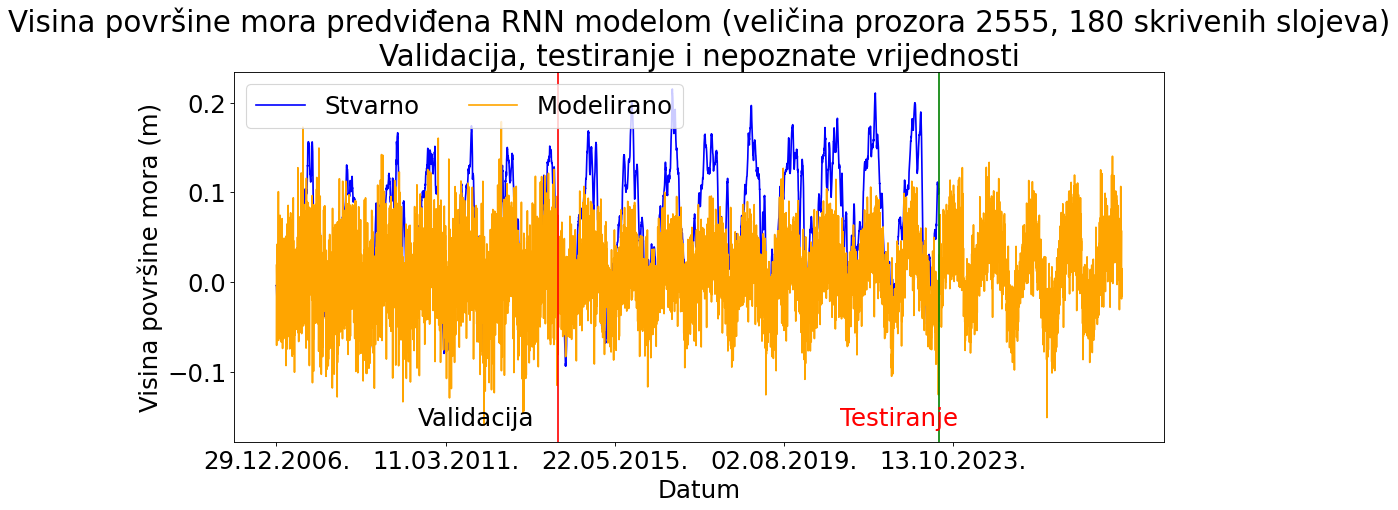 Visina površine mora predviđena RNN modelom (veličina prozora 2555, 180 skrivenih slojeva)
Validacija, testiranje i nepoznate vrijednosti
Stvarno
Modelirano
Visina površine mora (m)
0.2
0.1
0.0
−0.1
Validacija
Testiranje
29.12.2006.
11.03.2011.
22.05.2015.
02.08.2019.
13.10.2023.
Datum